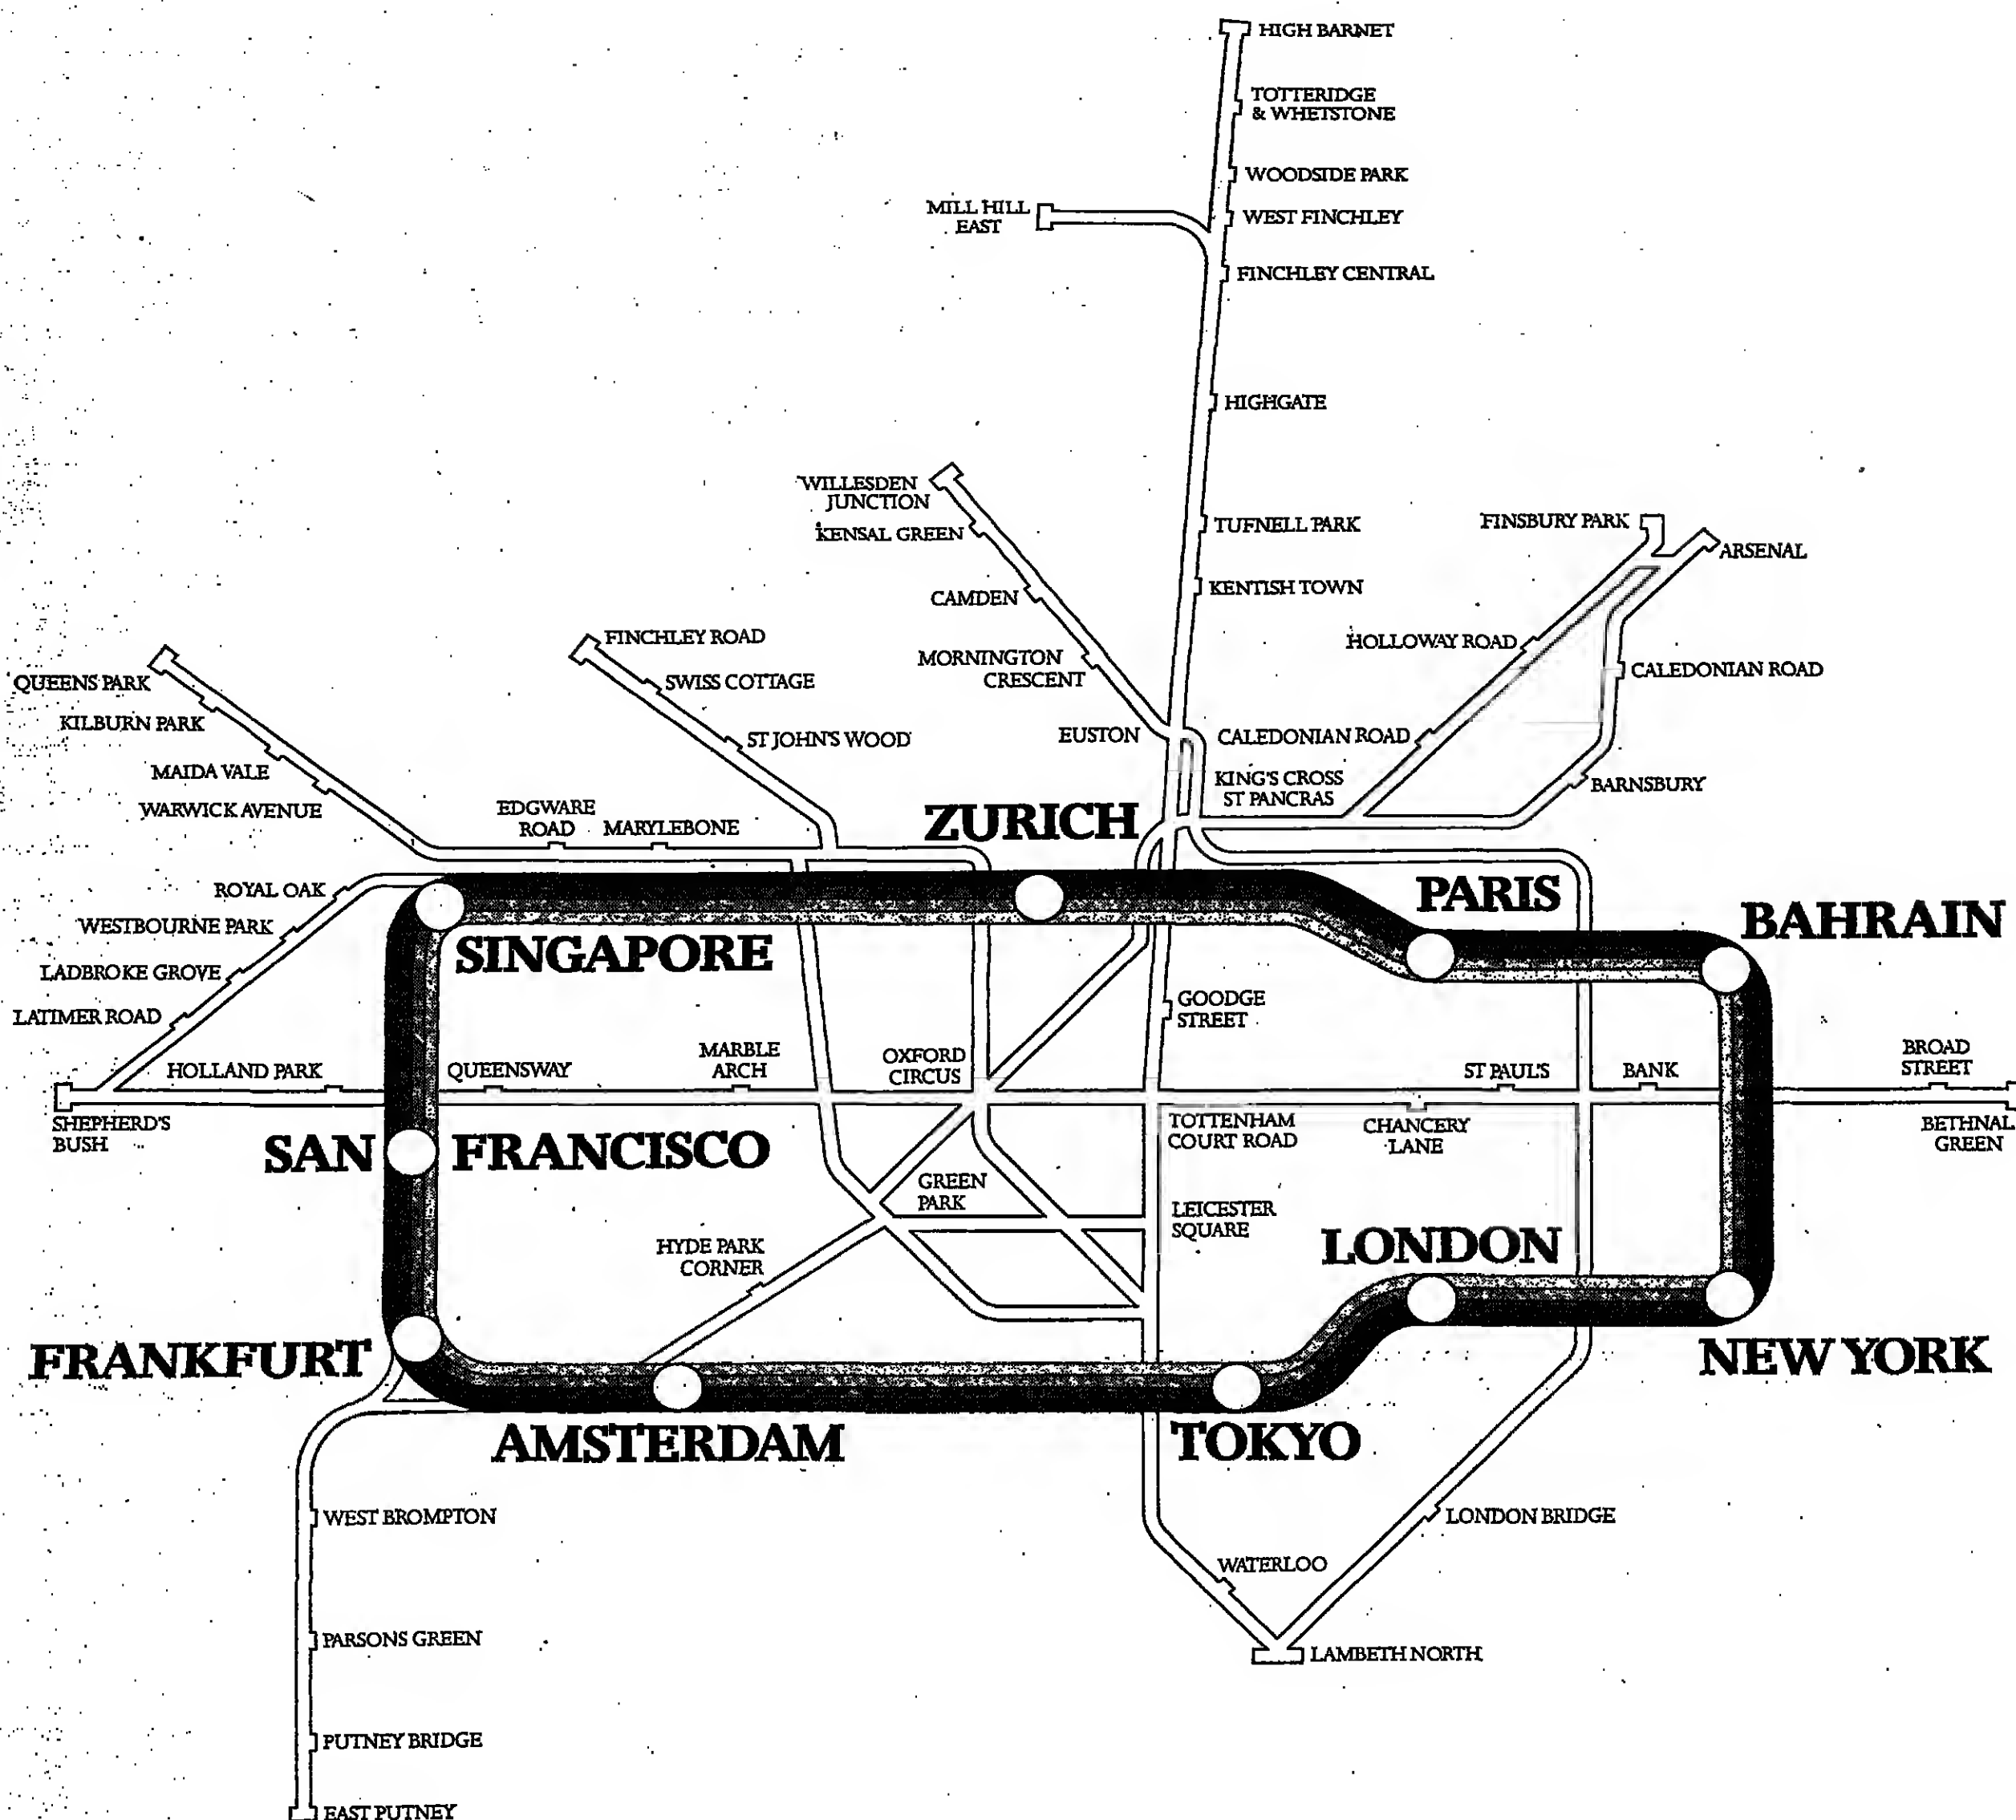 HIGH BARNET
TOTTERIDGE
& WHETSTONE
WOODSIDE PARK
MILL HILL
EAST
WEST FINCHLEY
FINCHLEY CENTRAL
HIGHGATE
WILLESDEN
JUNCTION
KENSAL GREEN
TUFNELL PARK
FINSBURY PARK
ARSENAL
CAMDEN
KENTISH TOWN
FINCHLEY ROAD
HOLLOWAY ROAD
MORNINGTON
CRESCENT
CALEDONIAN ROAD
QUEENS PARK
SWISS COTTAGE
KILBURN PARK
ST JOHN'S WOOD
EUSTON
CALEDONIAN ROAD
MAIDA VALE
KING'S CROSS
ST PANCRAS
BARNSBURY
WARWICK AVENUE
EDGWARE
ROAD
MARYLEBONE
ZURICH
ROYAL OAK
PARIS
BAHRAIN
WESTBOURNE PARK
SINGAPORE
LADBROKE GROVE
GOODGE
STREET
LATIMER ROAD
HOLLAND PARK
QUEENSWAY
MARBLE
ARCH
OXFORD
CIRCUS
ST PAUL'S
BANK
BROAD
STREET
SHEPHERD'S
BUSH
TOTTENHAM
COURT ROAD
CHANCERY
LANE
BETHNAL
GREEN
SAN FRANCISCO
GREEN
PARK
LEICESTER
SQUARE
HYDE PARK
CORNER
LONDON
FRANKFURT
NEW YORK
AMSTERDAM
TOKYO
WEST BROMPTON
LONDON BRIDGE
WATERLOO
PARSONS GREEN
LAMBETH NORTH
PUTNEY BRIDGE
EAST PUTNEY